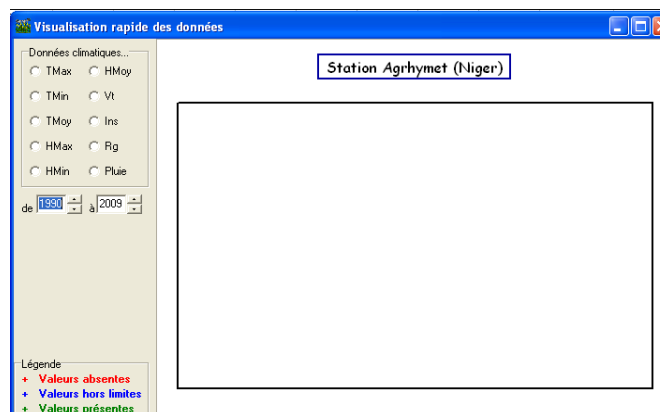 Visualisation rapide des données
Données climatiques...
TMax HMoy
TMin Vt
TMoy Ins
HMax Rg
HMin Pluie
de 1990 à 2009
Station Agrhymet (Niger)
Légende
+ Valeurs absentes
+ Valeurs hors limites
+ Valeurs présentes